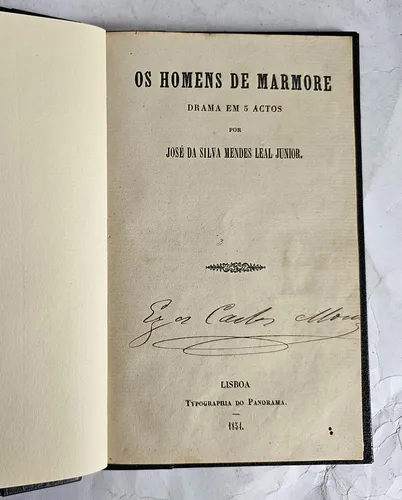 OS HOMENS DE MARMORE
DRAMA EM 5 ACTOS
POR
JOSÉ DA SILVA MENDES LEAL JUNIOR.
Carlos
LISBOA
TYPOGRAPHIA DO PANORAMA.
1854.